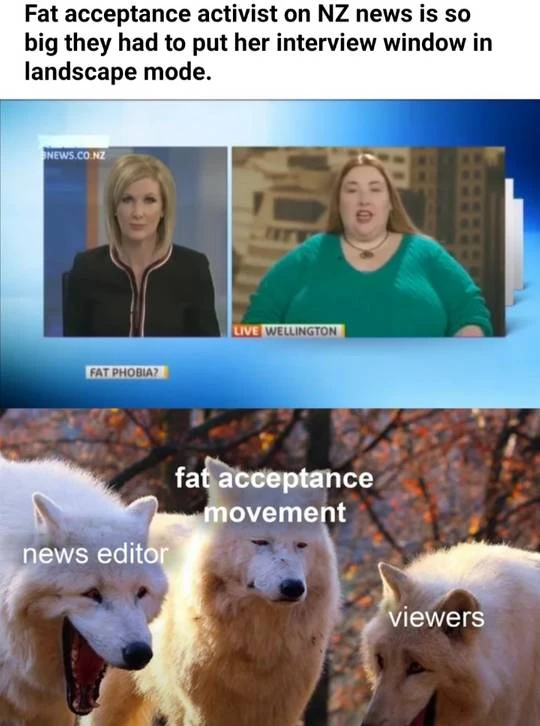 Fat acceptance activist on NZ news is so
big they had to put her interview window in
landscape mode.
3NEWS.CO.NZ
LIVE WELLINGTON
FAT PHOBIA?
fat acceptance
movement
news editor
viewers